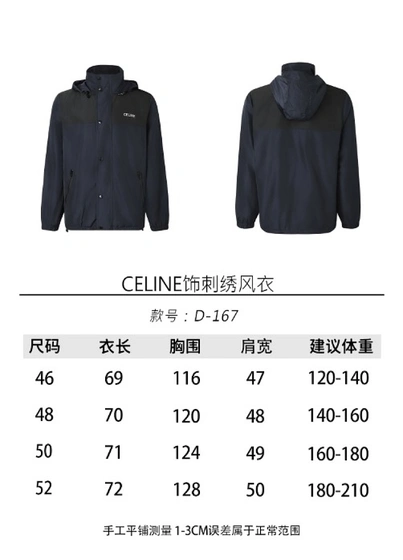 CELINE
CELINE饰刺绣风衣
款号：D-167
尺码 衣长 胸围 肩宽 建议体重
46 69 116 47 120-140
48 70 120 48 140-160
50 71 124 49 160-180
52 72 128 50 180-210
手工平铺测量 1-3CM误差属于正常范围